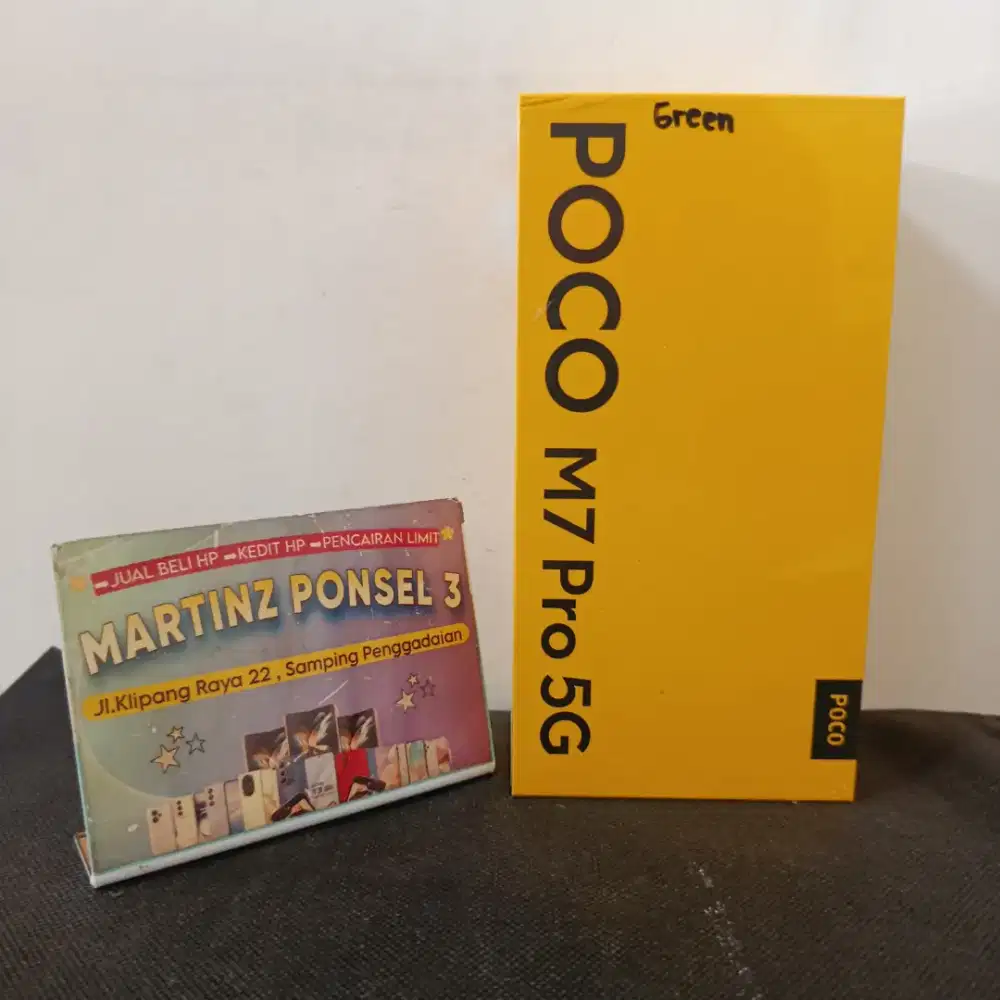 -JUAL BELI HP -KEDIT HP -PENCAIRAN LIMIT
MARTINZ PONSEL 3
Jl.Klipang Raya 22 , Samping Penggadaian
Green
POCO M7 Pro 5G
POCO